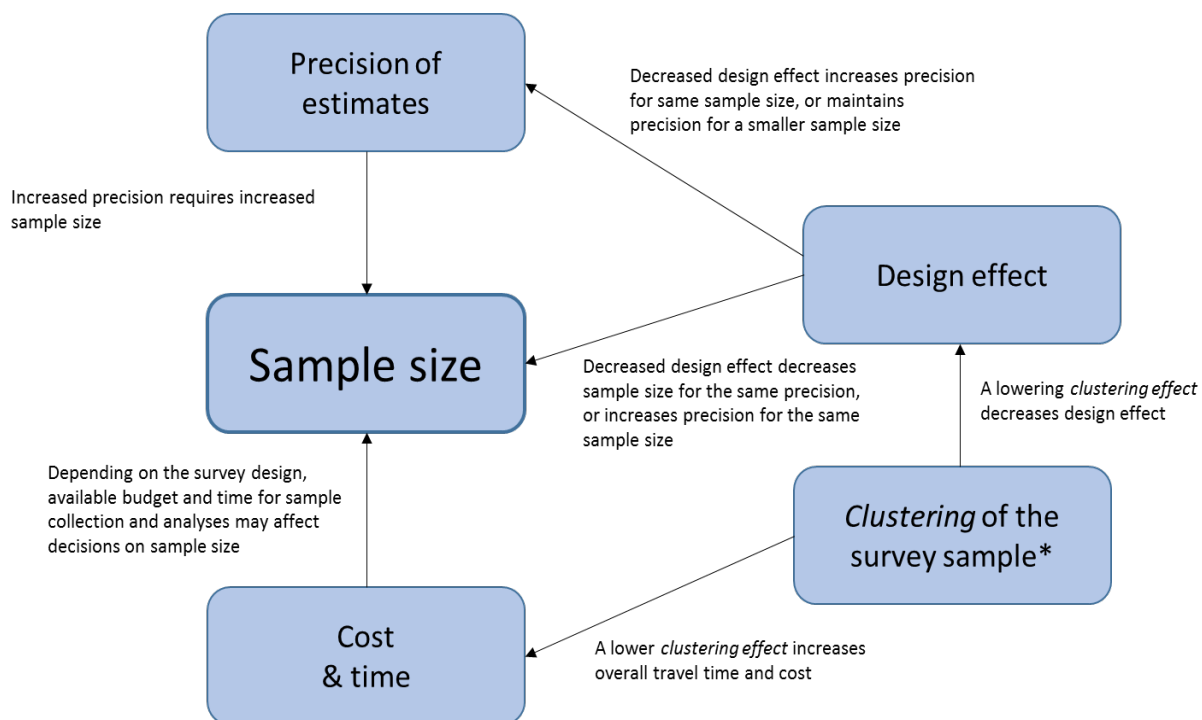 Precision of
estimates
Decreased design effect increases precision
for same sample size, or maintains
precision for a smaller sample size
Increased precision requires increased
sample size
Design effect
Sample size
Decreased design effect decreases
sample size for the same precision,
or increases precision for the same
sample size
A lowering clustering effect
decreases design effect
Depending on the survey design,
available budget and time for sample
collection and analyses may affect
decisions on sample size
Clustering of the
survey sample*
Cost
& time
A lower clustering effect increases
overall travel time and cost